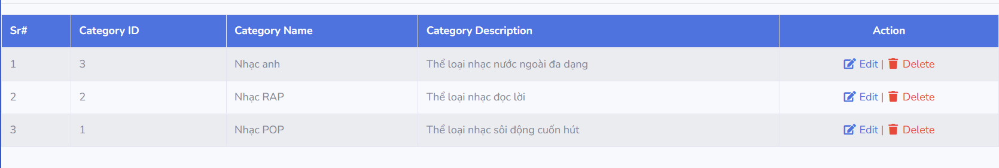 Sr# Category ID Category Name Category Description Action
1 3 Nhạc anh Thể loại nhạc nước ngoài đa dạng Edit | Delete
2 2 Nhạc RAP Thể loại nhạc đọc lời Edit | Delete
3 1 Nhạc POP Thể loại nhạc sôi động cuốn hút Edit | Delete